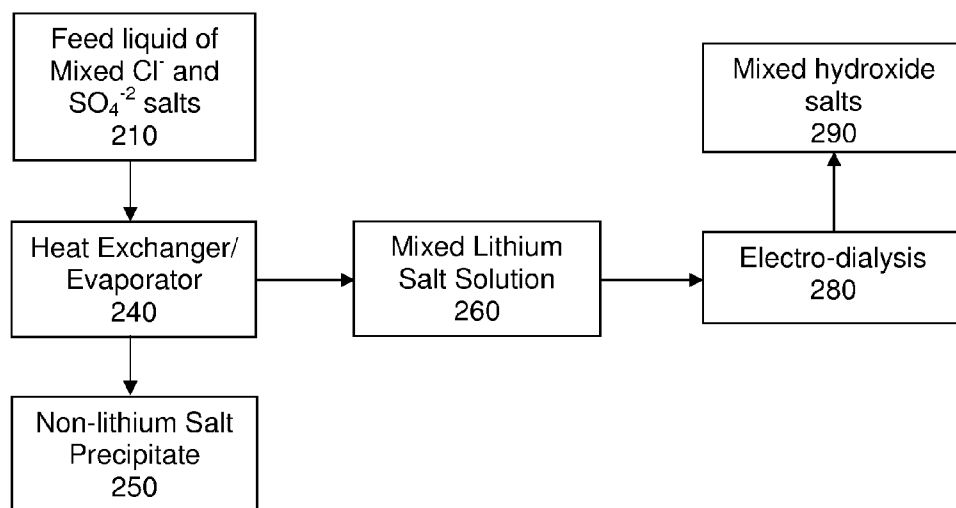 Feed liquid of
Mixed Cl⁻ and
SO₄⁻² salts
210
Heat Exchanger/
Evaporator
240
Non-lithium Salt
Precipitate
250
Mixed Lithium
Salt Solution
260
Electro-dialysis
280
Mixed hydroxide
salts
290